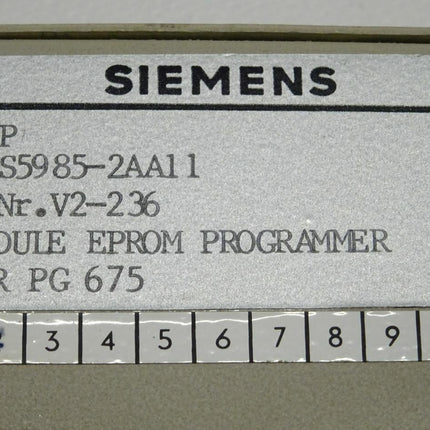 SIEMENS
P
S5985-2AA11
Nr.V2-236
DULE EPROM PROGRAMMER
R PG 675
3 4 5 6 7 8 9